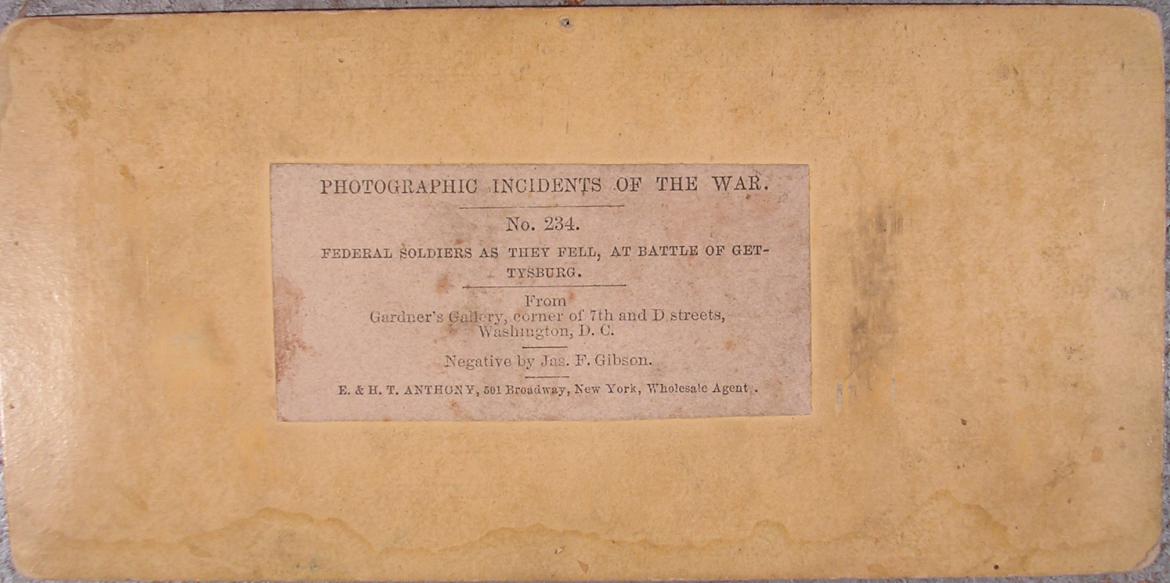 PHOTOGRAPHIC INCIDENTS OF THE WAR.
No. 234.
FEDERAL SOLDIERS AS THEY FELL, AT BATTLE OF GET-
TYSBURG.
From
Gardner's Gallery, corner of 7th and D streets,
Washington, D. C.
Negative by Jas. F. Gibson.
E. & H. T. ANTHONY, 501 Broadway, New York, Wholesale Agent .